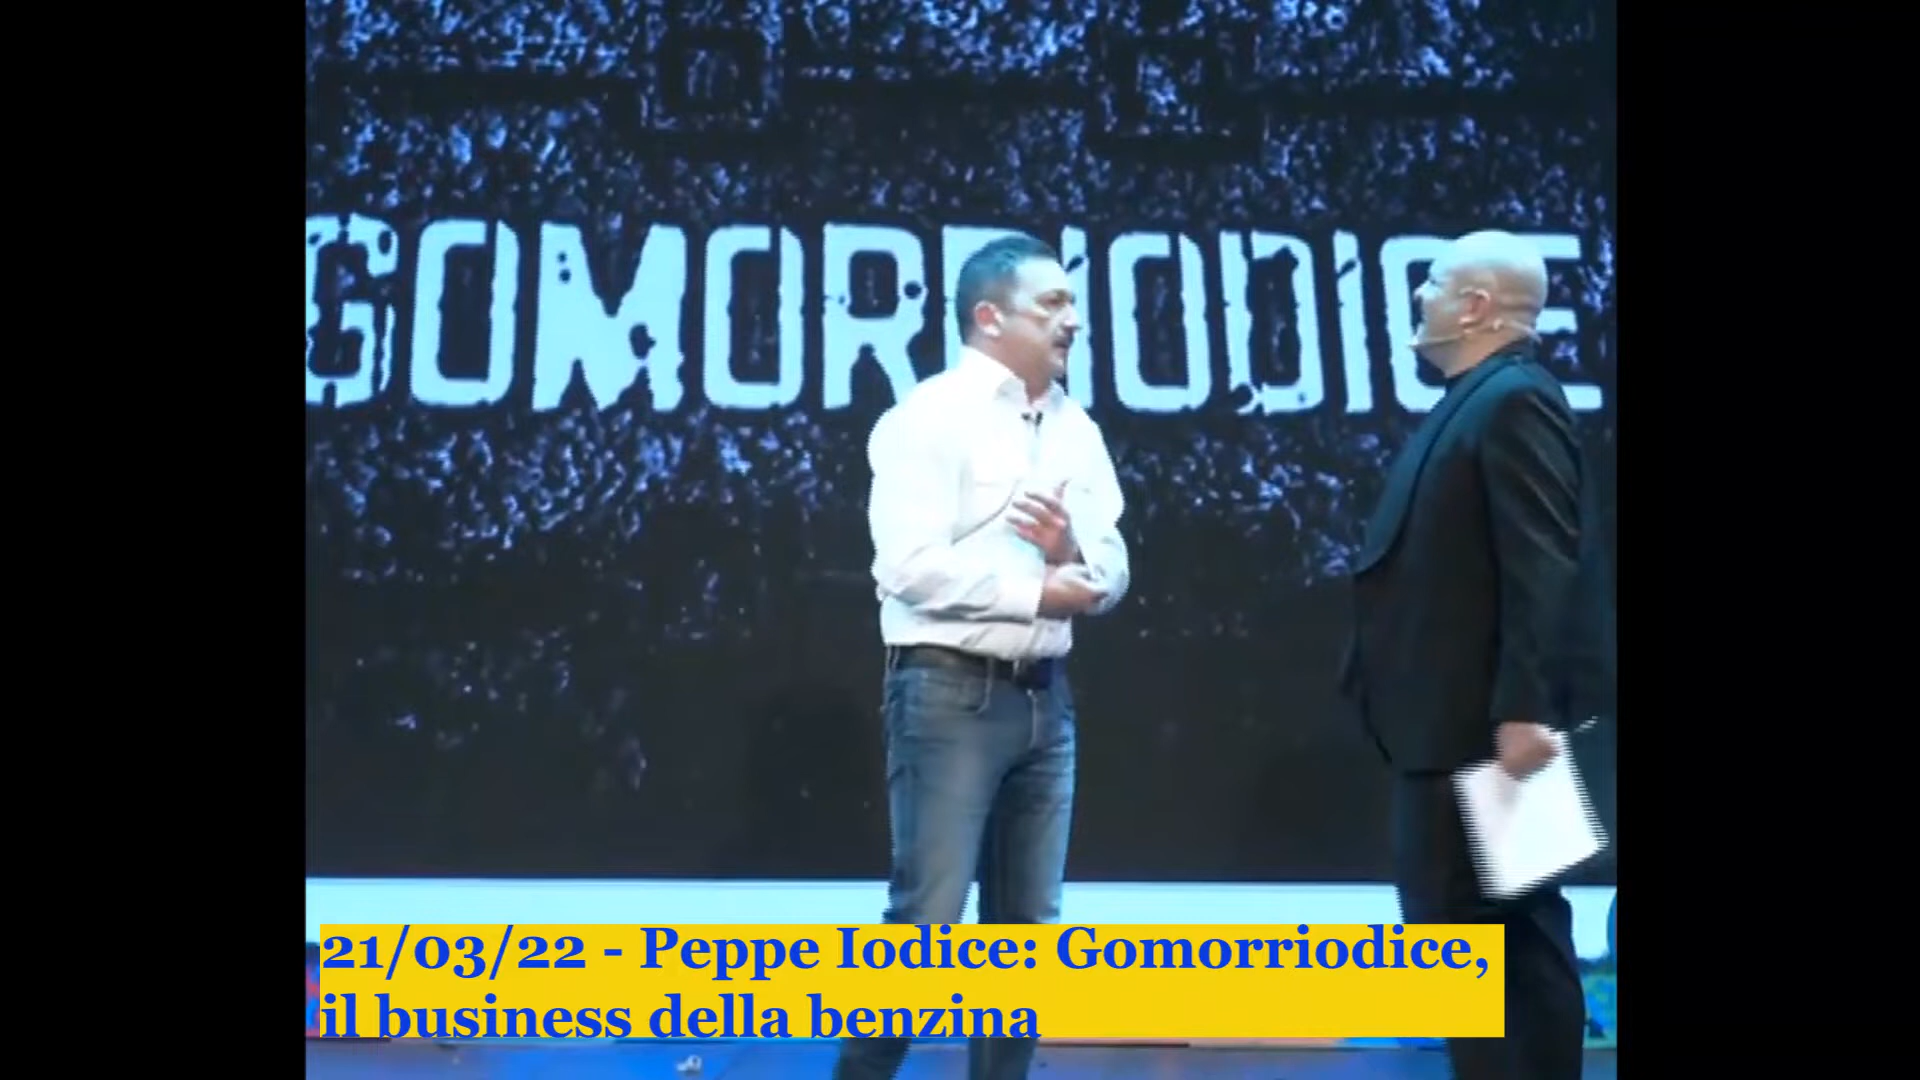 GOMORRIODICE
21/03/22 - Peppe Iodice: Gomorriodice,
il business della benzina